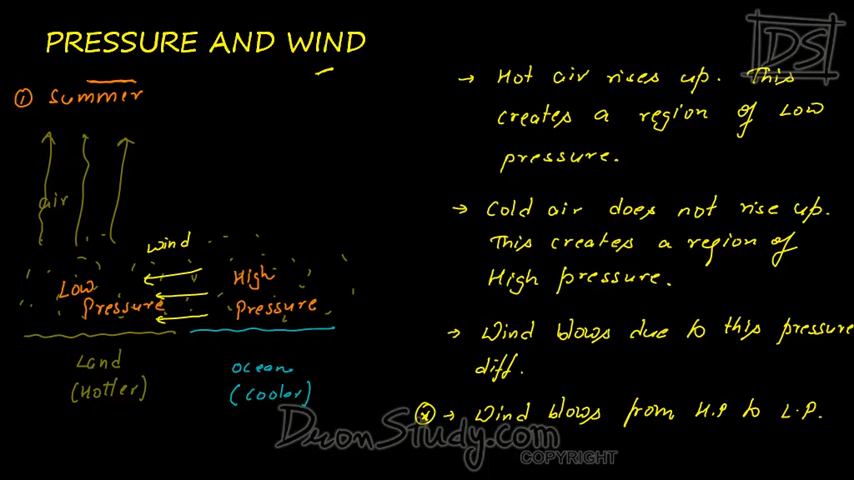 PRESSURE AND WIND
DS
① Summer
air
wind
Low
Pressure
High
Pressure
Land
(Hotter)
Ocean
(Cooler)
→ Hot air rises up. This
creates a region of Low
pressure.
→ Cold air does not rise up.
This creates a region of
High pressure.
→ Wind blows due to this pressure
diff.
→ Wind blows from H.P to L.P.
DronStudy.com
COPYRIGHT